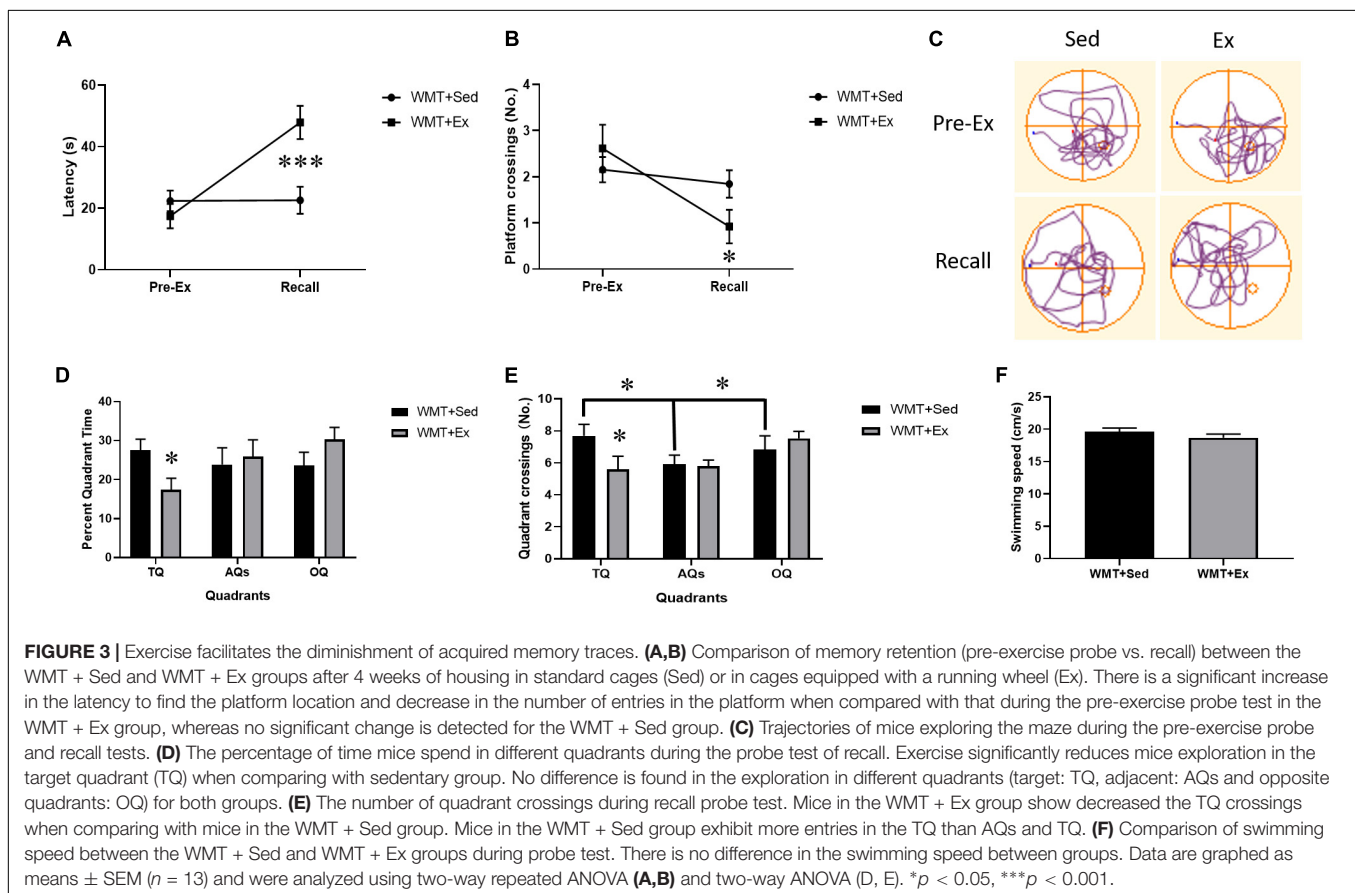 A
60
40
20
0
Latency (s)
Pre-Ex
Recall
***
WMT+Sed
WMT+Ex
B
4
3
2
1
0
Platform crossings (No.)
Pre-Ex
Recall
*
WMT+Sed
WMT+Ex
C
Sed
Ex
Pre-Ex
Recall
D
40
30
20
10
0
Percent Quadrant Time
*
TQ
AQs
OQ
Quadrants
WMT+Sed
WMT+Ex
E
10
8
6
4
2
0
Quadrant crossings (No.)
*
*
*
TQ
AQs
OQ
Quadrants
WMT+Sed
WMT+Ex
F
25
20
15
10
5
0
Swimming speed (cm/s)
WMT+Sed
WMT+Ex
FIGURE 3 | Exercise facilitates the diminishment of acquired memory traces. (A,B) Comparison of memory retention (pre-exercise probe vs. recall) between the
WMT + Sed and WMT + Ex groups after 4 weeks of housing in standard cages (Sed) or in cages equipped with a running wheel (Ex). There is a significant increase
in the latency to find the platform location and decrease in the number of entries in the platform when compared with that during the pre-exercise probe test in
the WMT + Ex group, whereas no significant change is detected for the WMT + Sed group. (C) Trajectories of mice exploring the maze during the pre-exercise probe
and recall tests. (D) The percentage of time mice spend in different quadrants during the probe test of recall. Exercise significantly reduces mice exploration in the
target quadrant (TQ) when comparing with sedentary group. No difference is found in the exploration in different quadrants (target: TQ, adjacent: AQs and opposite
quadrants: OQ) for both groups. (E) The number of quadrant crossings during recall probe test. Mice in the WMT + Ex group show decreased the TQ crossings
when comparing with mice in the WMT + Sed group. Mice in the WMT + Sed group exhibit more entries in the TQ than AQs and TQ. (F) Comparison of swimming
speed between the WMT + Sed and WMT + Ex groups during probe test. There is no difference in the swimming speed between groups. Data are graphed as
means ± SEM (n = 13) and were analyzed using two-way repeated ANOVA (A,B) and two-way ANOVA (D, E). *p < 0.05, ***p < 0.001.